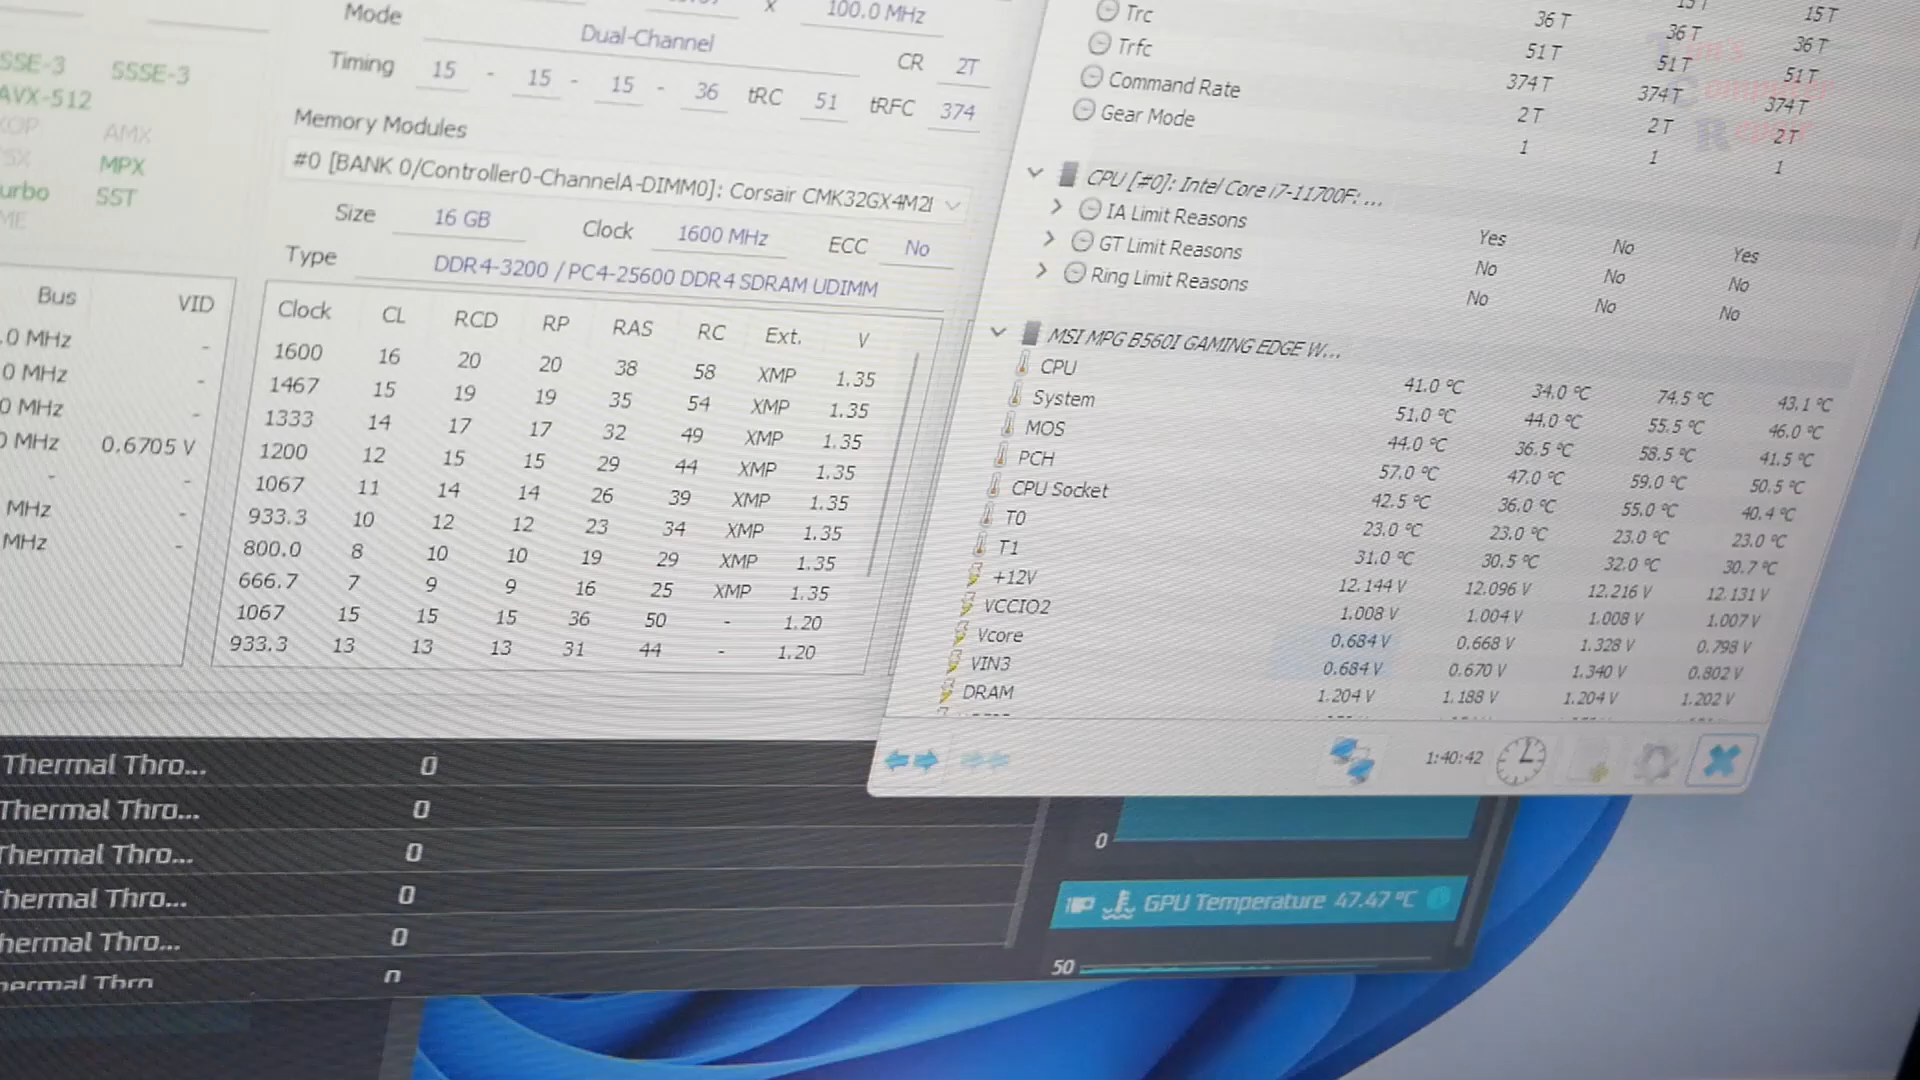 Mode
Dual-Channel
x 100.0 MHz
CR 2T
Timing 15 - 15 - 15 - 36 tRC 51 tRFC 374
SSE-3 SSSE-3
AVX-512
XOP AMX
MPX
Turbo SST
Memory Modules
#0 [BANK 0/Controller0-ChannelA-DIMM0]: Corsair CMK32GX4M2
Size 16 GB Clock 1600 MHz ECC No
Type DDR4-3200 / PC4-25600 DDR4 SDRAM UDIMM
Bus VID
.0 MHz -
0 MHz -
0 MHz -
0 MHz 0.6705 V
- -
MHz -
MHz -
Clock CL RCD RP RAS RC Ext. V
1600 16 20 20 38 58 XMP 1.35
1467 15 19 19 35 54 XMP 1.35
1333 14 17 17 32 49 XMP 1.35
1200 12 15 15 29 44 XMP 1.35
1067 11 14 14 26 39 XMP 1.35
933.3 10 12 12 23 34 XMP 1.35
800.0 8 10 10 19 29 XMP 1.35
666.7 7 9 9 16 25 XMP 1.35
1067 15 15 15 36 50 - 1.20
933.3 13 13 13 31 44 - 1.20
15 T 15 T
Trc 36 T 36 T 36 T
Trfc 51 T 51 T 51 T
Command Rate 374 T 374 T 374 T
Gear Mode 2 T 2 T 2 T
1 1 1
CPU [#0]: Intel Core i7-11700F: ...
IA Limit Reasons Yes No Yes
GT Limit Reasons No No No
Ring Limit Reasons No No No
MSI MPG B560I GAMING EDGE W...
CPU 41.0 °C 34.0 °C 74.5 °C 43.1 °C
System 51.0 °C 44.0 °C 55.5 °C 46.0 °C
MOS 44.0 °C 36.5 °C 58.5 °C 41.5 °C
PCH 57.0 °C 47.0 °C 59.0 °C 50.5 °C
CPU Socket 42.5 °C 36.0 °C 55.0 °C 40.4 °C
T0 23.0 °C 23.0 °C 23.0 °C 23.0 °C
T1 31.0 °C 30.5 °C 32.0 °C 30.7 °C
+12V 12.144 V 12.096 V 12.216 V 12.131 V
VCCIO2 1.008 V 1.004 V 1.008 V 1.007 V
Vcore 0.684 V 0.668 V 1.328 V 0.798 V
VIN3 0.684 V 0.670 V 1.340 V 0.802 V
DRAM 1.204 V 1.188 V 1.204 V 1.202 V
1:40:42
Thermal Thro... 0
Thermal Thro... 0
Thermal Thro... 0
Thermal Thro... 0
hermal Thro... 0
ermal Thro 0
0
GPU Temperature 47.47 °C
50